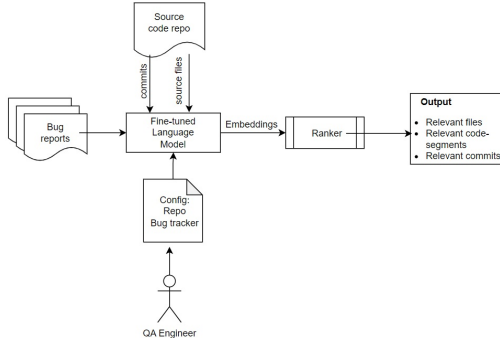 Source
code repo
commits
source files
Bug
reports
Fine-tuned
Language
Model
Embeddings
Ranker
Output
• Relevant files
• Relevant code-
segments
• Relevant commits
Config:
Repo
Bug tracker
QA Engineer